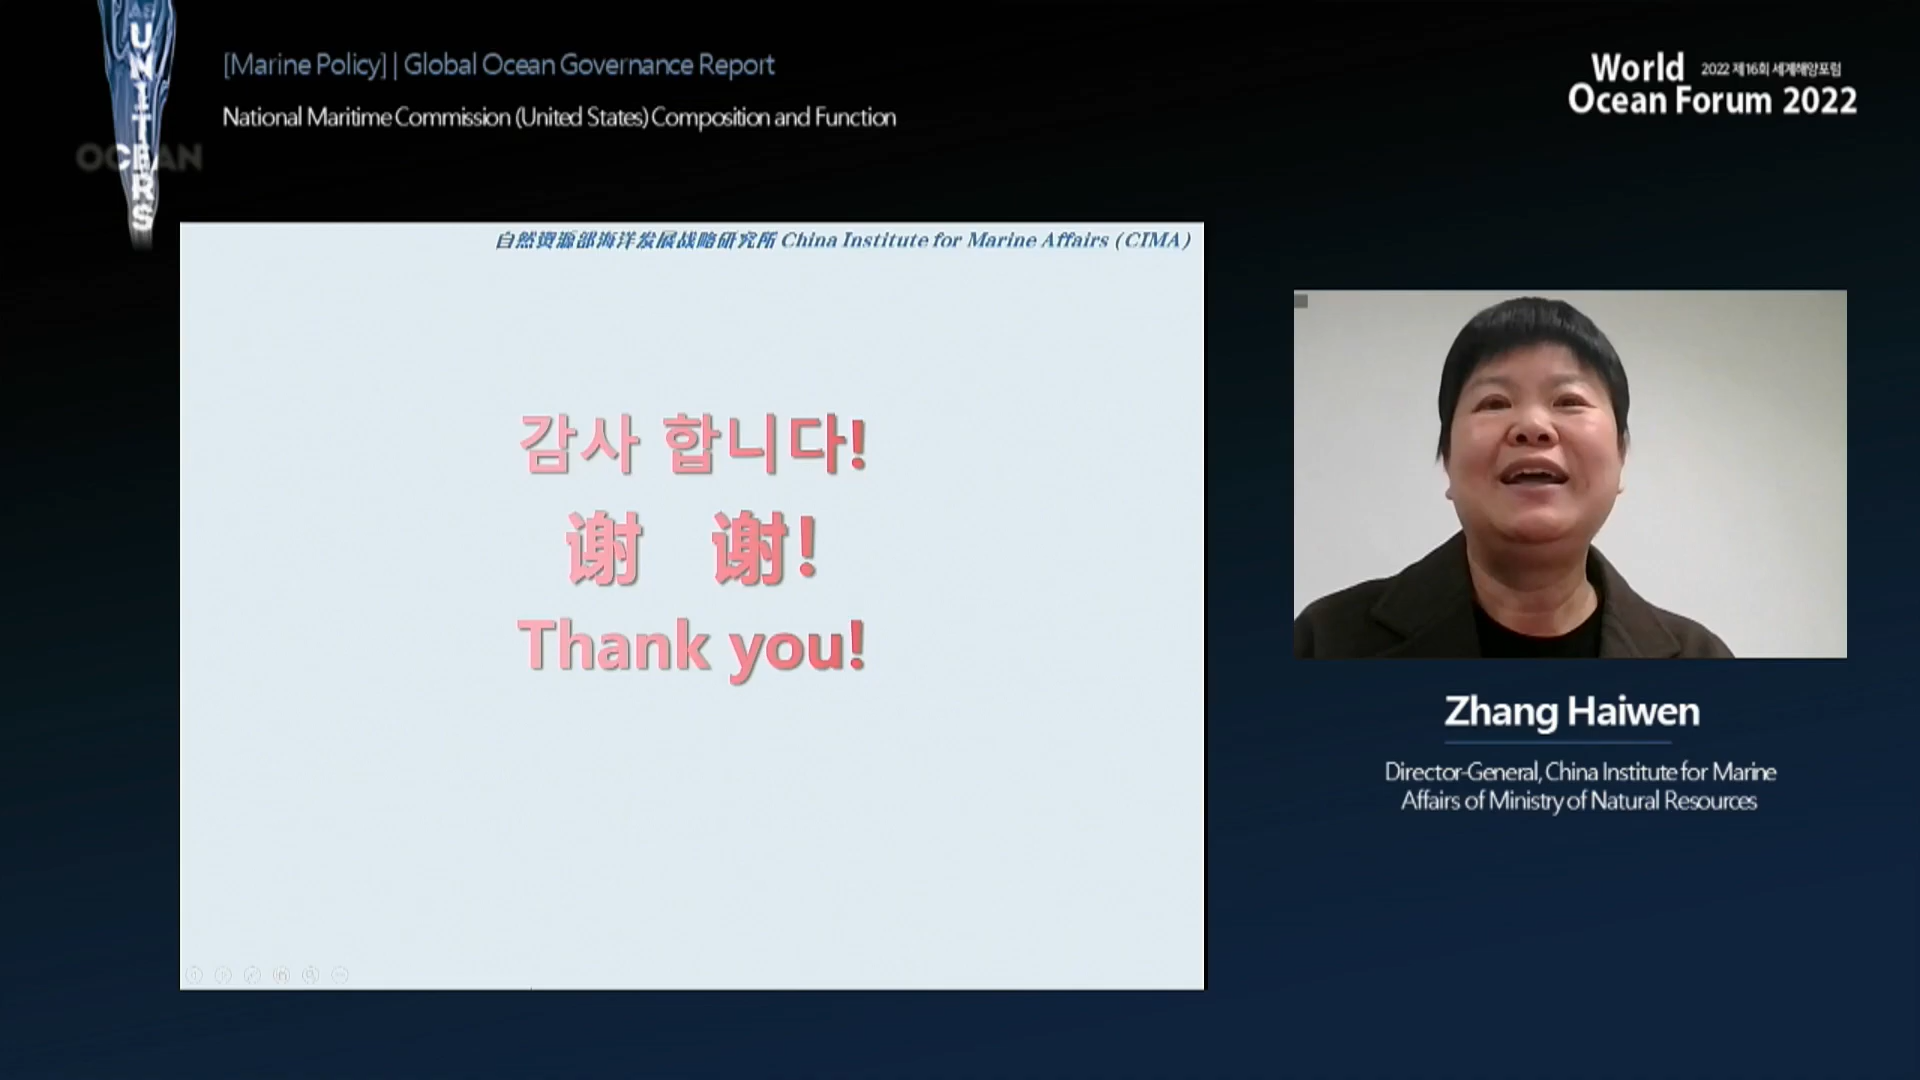 AS
UNITERS
OCEAN
[Marine Policy] | Global Ocean Governance Report
National Maritime Commission (United States) Composition and Function
World 2022 제16회 세계해양포럼
Ocean Forum 2022
自然资源部海洋发展战略研究所 China Institute for Marine Affairs (CIMA)
감사 합니다!
谢 谢!
Thank you!
Zhang Haiwen
Director-General, China Institute for Marine
Affairs of Ministry of Natural Resources